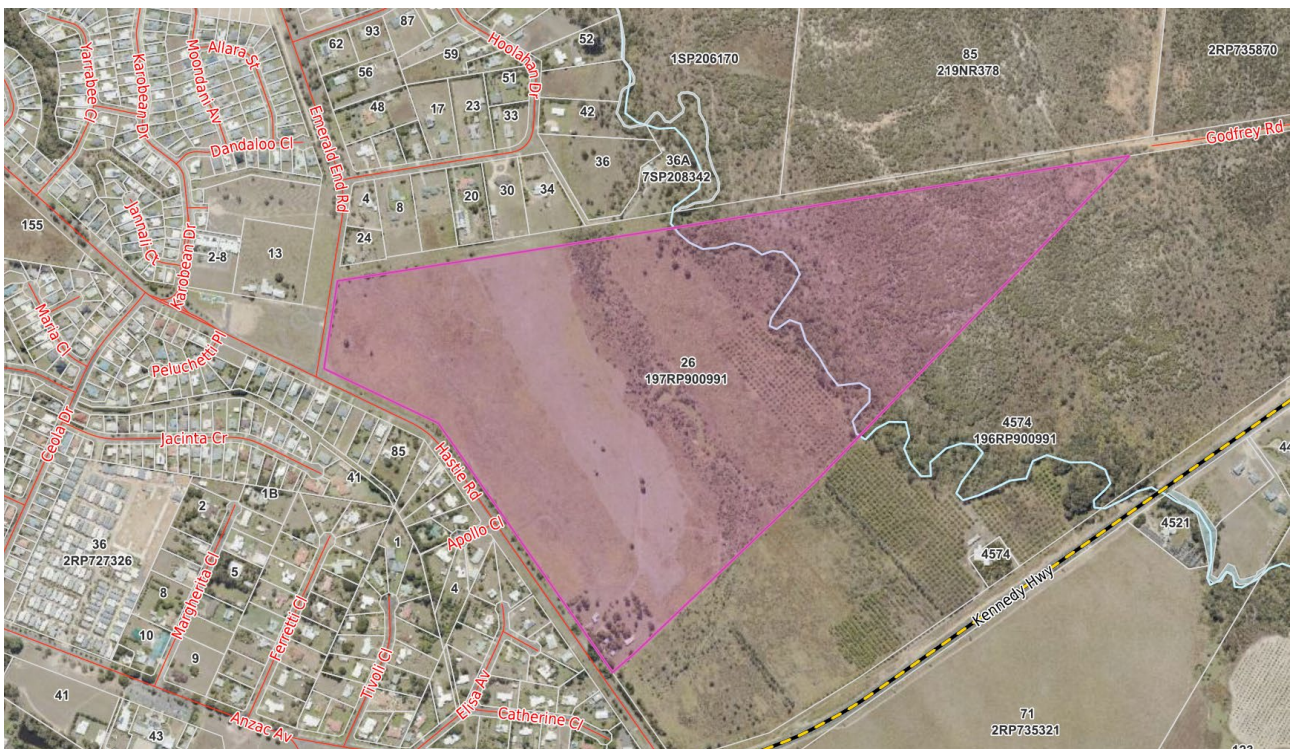 93
87
62
59
56
52
51
48
17
23
33
42
36
4
8
20
30
34
24
36A
7SP208342
1SP206170
85
219NR378
2RP735870
Godfrey Rd
Hoolahan Dr
Emerald End Rd
Allara St
Moondani Av
Karobean Dr
Yarrabee Cl
Dandaloo Cl
Jannali Ct
155
2-8
13
Karobean Dr
Maria Cl
Peluchetti Pl
Ceola Dr
Jacinta Cr
26
197RP900991
Hastie Rd
85
41
1B
2
Apollo Cl
36
2RP727326
1
5
4
8
10
9
Margherita Cl
Ferretti Cl
Tivoli Cl
Elisa Av
Catherine Cl
Anzac Av
41
43
4574
196RP900991
4574
4521
44
Kennedy Hwy
71
2RP735321